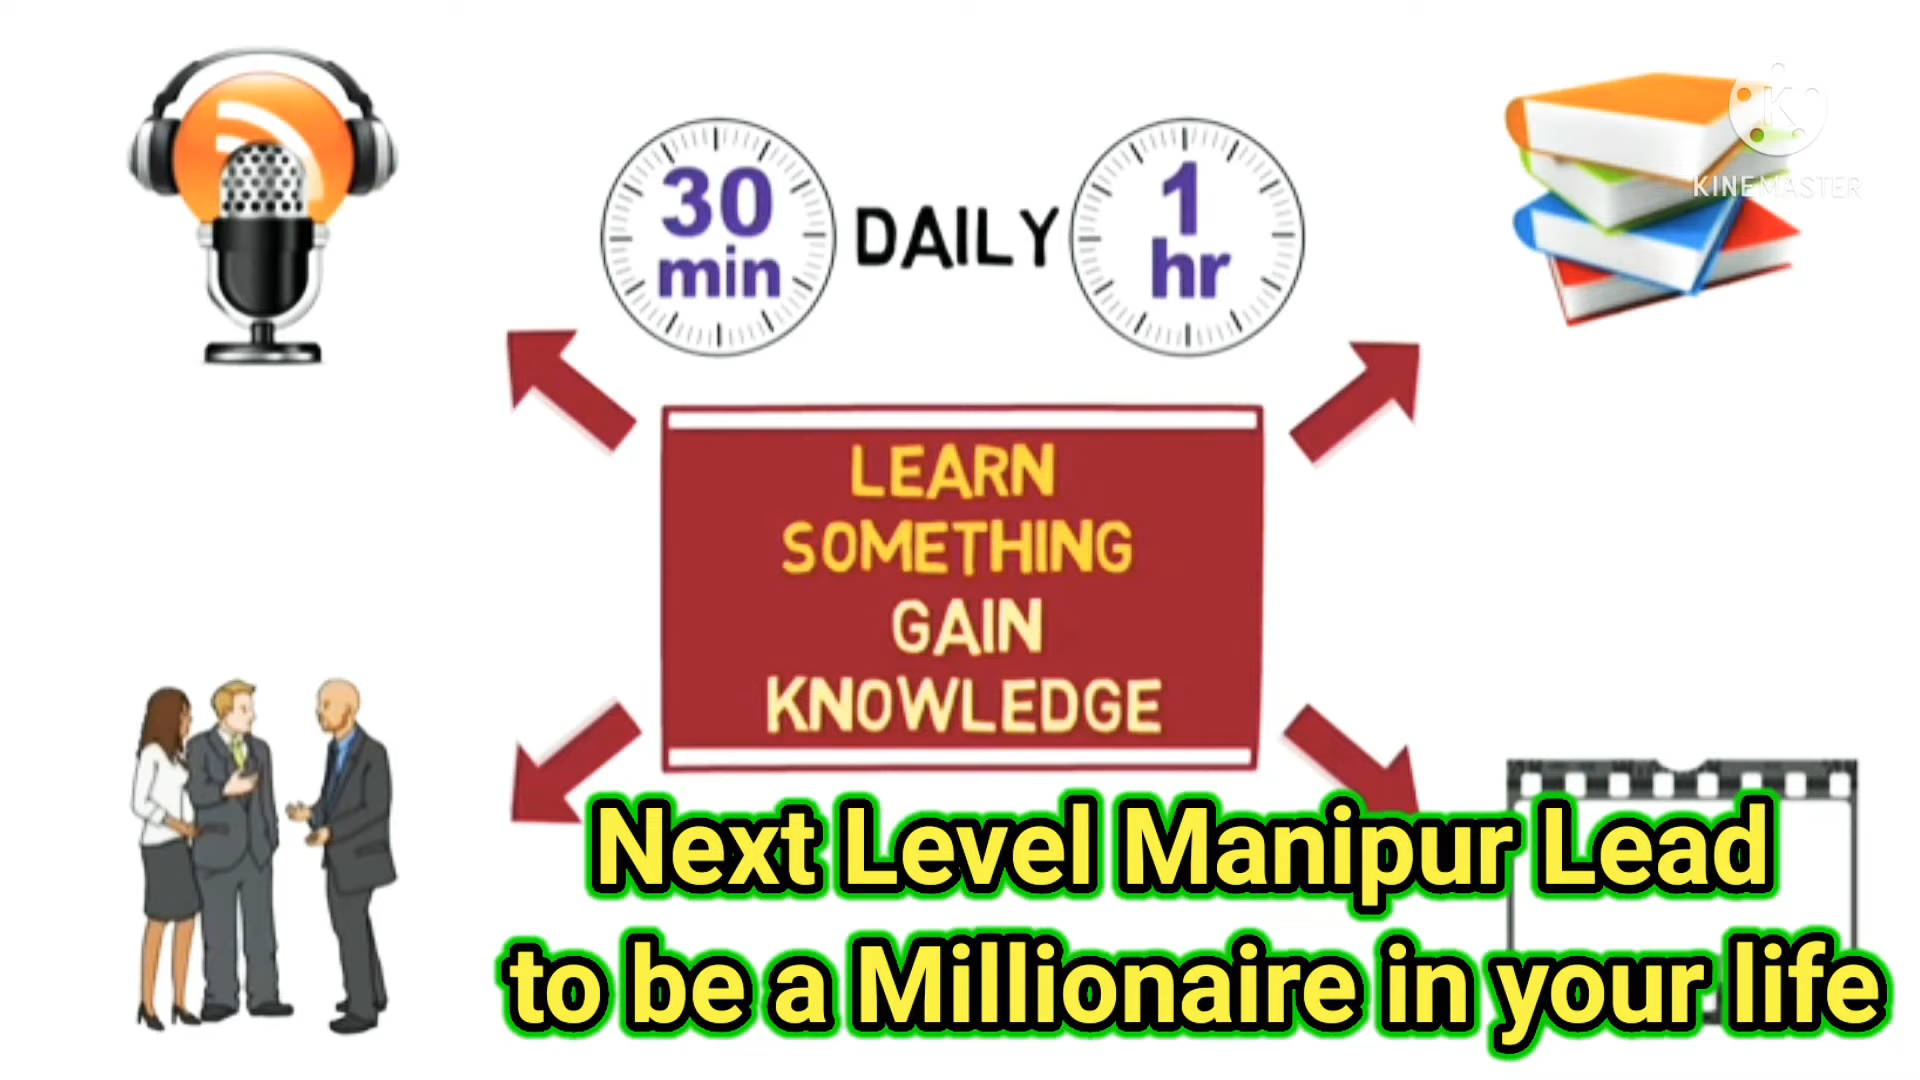 30
min
DAILY
1
hr
K
KINEMASTER
LEARN
SOMETHING
GAIN
KNOWLEDGE
Next Level Manipur Lead
to be a Millionaire in your life